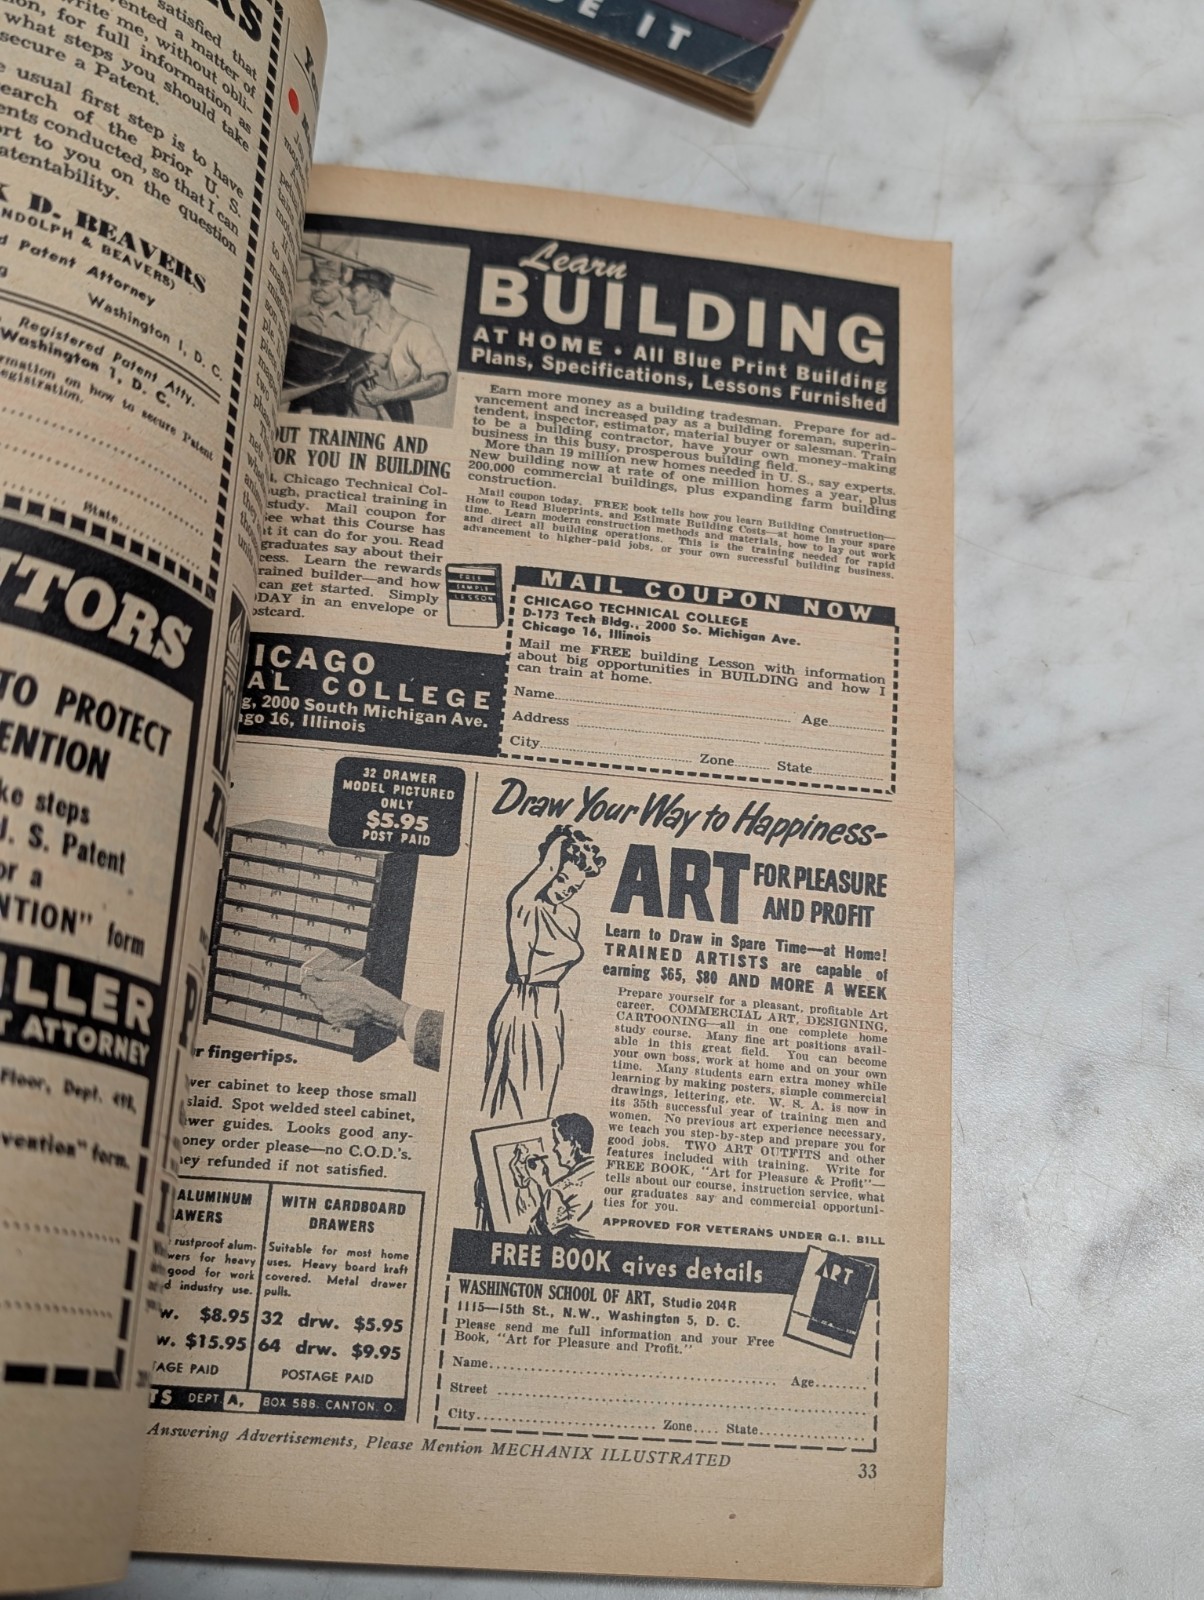 DE IT
satisfied that
vented a matter of
write me, without obli-
on, for full information as
what steps you should take
secure a Patent.
usual first step is to have
search of the prior U. S.
ents conducted, so that I can
ort to you on the question
atentability.
K D. BEAVERS
NDOLPH & BEAVERS)
d Patent Attorney
Washington 1, D. C.
Registered Patent Atty.
Washington 1, D. C.
ormation on how to secure Patent
egistration.
State
TORS
TO PROTECT
ENTION
ke steps
U. S. Patent
or a
NTION" form
ILLER
T ATTORNEY
Floor, Dept.
vention" form.
Learn
BUILDING
AT HOME • All Blue Print Building
Plans, Specifications, Lessons Furnished
Earn more money as a building tradesman. Prepare for ad-
vancement and increased pay as a building foreman, superin-
tendent, inspector, estimator, material buyer or salesman. Train
to be a building contractor, have your own money-making
business in this busy, prosperous building field.
More than 19 million new homes needed in U. S., say experts.
New building now at rate of one million homes a year, plus
200,000 commercial buildings, plus expanding farm building
construction.
Mail coupon today. FREE book tells how you learn Building Construction—
How to Read Blueprints, and Estimate Building Costs—at home in your spare
time. Learn modern construction methods and materials, how to lay out work
and direct all building operations. This is the training needed for rapid
advancement to higher-paid jobs, or your own successful building business.
OUT TRAINING AND
OR YOU IN BUILDING
l, Chicago Technical Col-
ugh, practical training in
study. Mail coupon for
See what this Course has
t it can do for you. Read
graduates say about their
cess. Learn the rewards
rained builder—and how
can get started. Simply
DAY in an envelope or
ostcard.
FREE
SAMPLE
LESSON
ICAGO
AL COLLEGE
g, 2000 South Michigan Ave.
ago 16, Illinois
MAIL COUPON NOW
CHICAGO TECHNICAL COLLEGE
D-173 Tech Bldg., 2000 So. Michigan Ave.
Chicago 16, Illinois
Mail me FREE building Lesson with information
about big opportunities in BUILDING and how I
can train at home.
Name Age
Address
City Zone State
32 DRAWER
MODEL PICTURED
ONLY
$5.95
POST PAID
r fingertips.
wer cabinet to keep those small
slaid. Spot welded steel cabinet,
wer guides. Looks good any-
oney order please—no C.O.D.'s.
ney refunded if not satisfied.
ALUMINUM
AWERS
rustproof alum-
wers for heavy
good for work
d industry use.
w. $8.95
w. $15.95
TAGE PAID
WITH CARDBOARD
DRAWERS
Suitable for most home
uses. Heavy board kraft
covered. Metal drawer
pulls.
32 drw. $5.95
64 drw. $9.95
POSTAGE PAID
TS DEPT. A, BOX 588, CANTON, O.
Draw Your Way to Happiness-
ART FOR PLEASURE
AND PROFIT
Learn to Draw in Spare Time—at Home!
TRAINED ARTISTS are capable of
earning $65, $80 AND MORE A WEEK
Prepare yourself for a pleasant, profitable Art
career. COMMERCIAL ART, DESIGNING,
CARTOONING—all in one complete home
study course. Many fine art positions avail-
able in this great field. You can become
your own boss, work at home and on your own
time. Many students earn extra money while
learning by making posters, simple commercial
drawings, lettering, etc. W. S. A. is now in
its 35th successful year of training men and
women. No previous art experience necessary,
we teach you step-by-step and prepare you for
good jobs. TWO ART OUTFITS and other
features included with training. Write for
FREE BOOK, "Art for Pleasure & Profit"—
tells about our course, instruction service, what
our graduates say and commercial opportuni-
ties for you.
APPROVED FOR VETERANS UNDER G.I. BILL
FREE BOOK gives details
ART
WASHINGTON SCHOOL OF ART, Studio 204R
1115—15th St., N.W., Washington 5, D. C.
Please send me full information and your Free
Book, "Art for Pleasure and Profit."
Name Age
Street
City Zone State
Answering Advertisements, Please Mention MECHANIX ILLUSTRATED
33